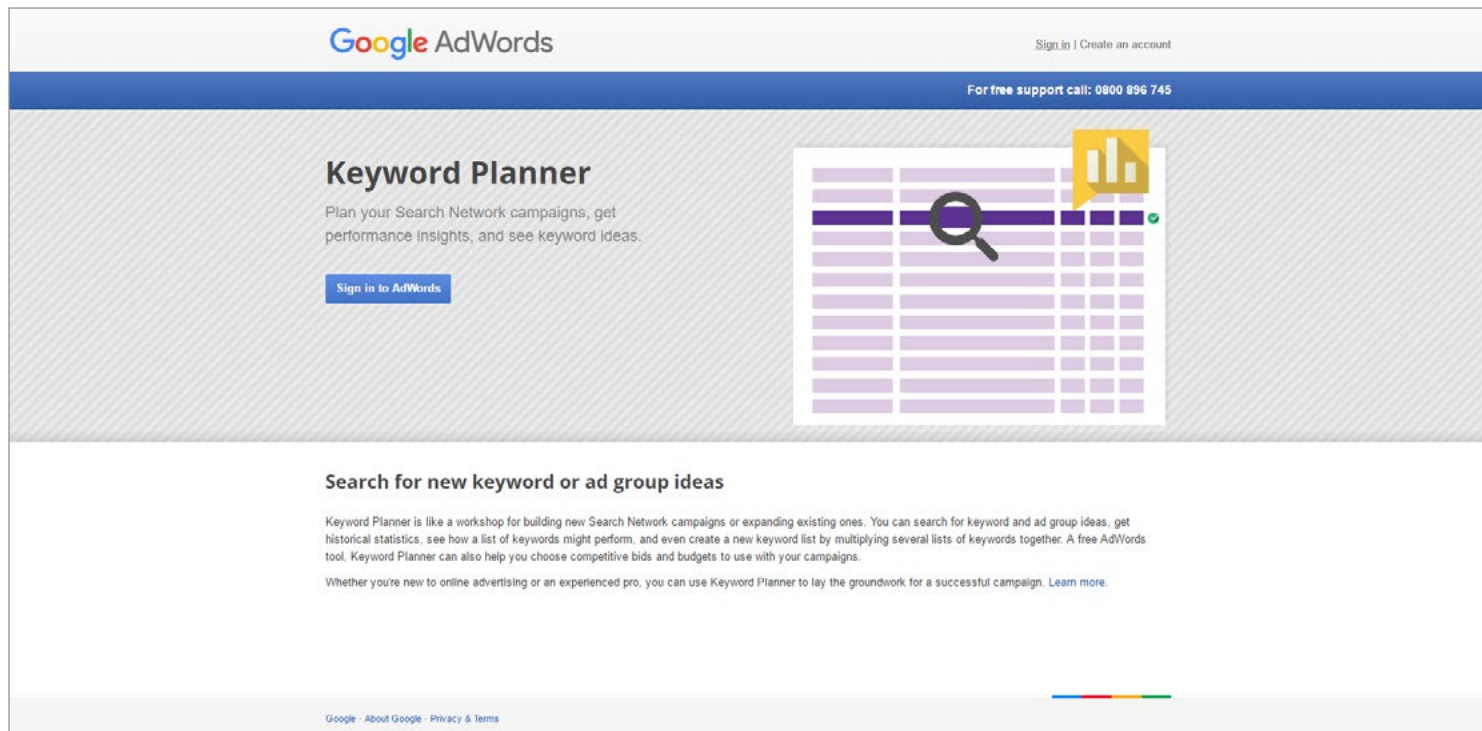 Google AdWords
Sign in | Create an account
For free support call: 0800 896 745
Keyword Planner
Plan your Search Network campaigns, get
performance insights, and see keyword ideas.
Sign in to AdWords
Search for new keyword or ad group ideas
Keyword Planner is like a workshop for building new Search Network campaigns or expanding existing ones. You can search for keyword and ad group ideas, get
historical statistics, see how a list of keywords might perform, and even create a new keyword list by multiplying several lists of keywords together. A free AdWords
tool, Keyword Planner can also help you choose competitive bids and budgets to use with your campaigns.
Whether you're new to online advertising or an experienced pro, you can use Keyword Planner to lay the groundwork for a successful campaign. Learn more.
Google - About Google - Privacy & Terms